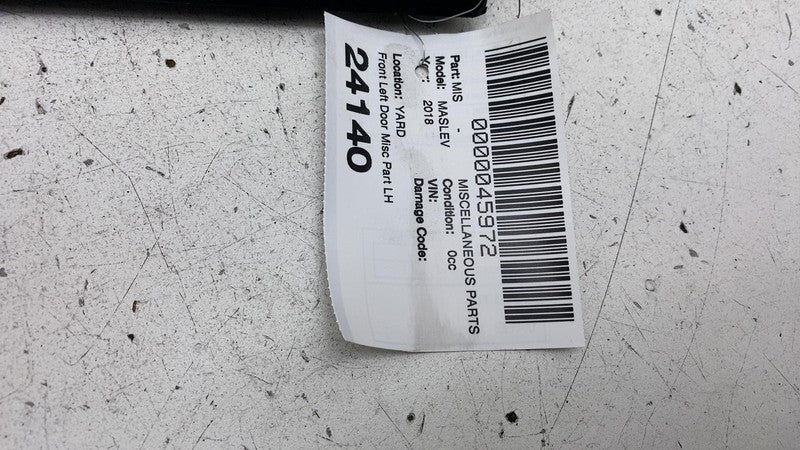 0000045972
Part: MIS - MISCELLANEOUS PARTS
Model: MASLEV Condition: 0cc
2018 VIN:
Damage Code:
Location: YARD
Front Left Door Misc Part LH
24140